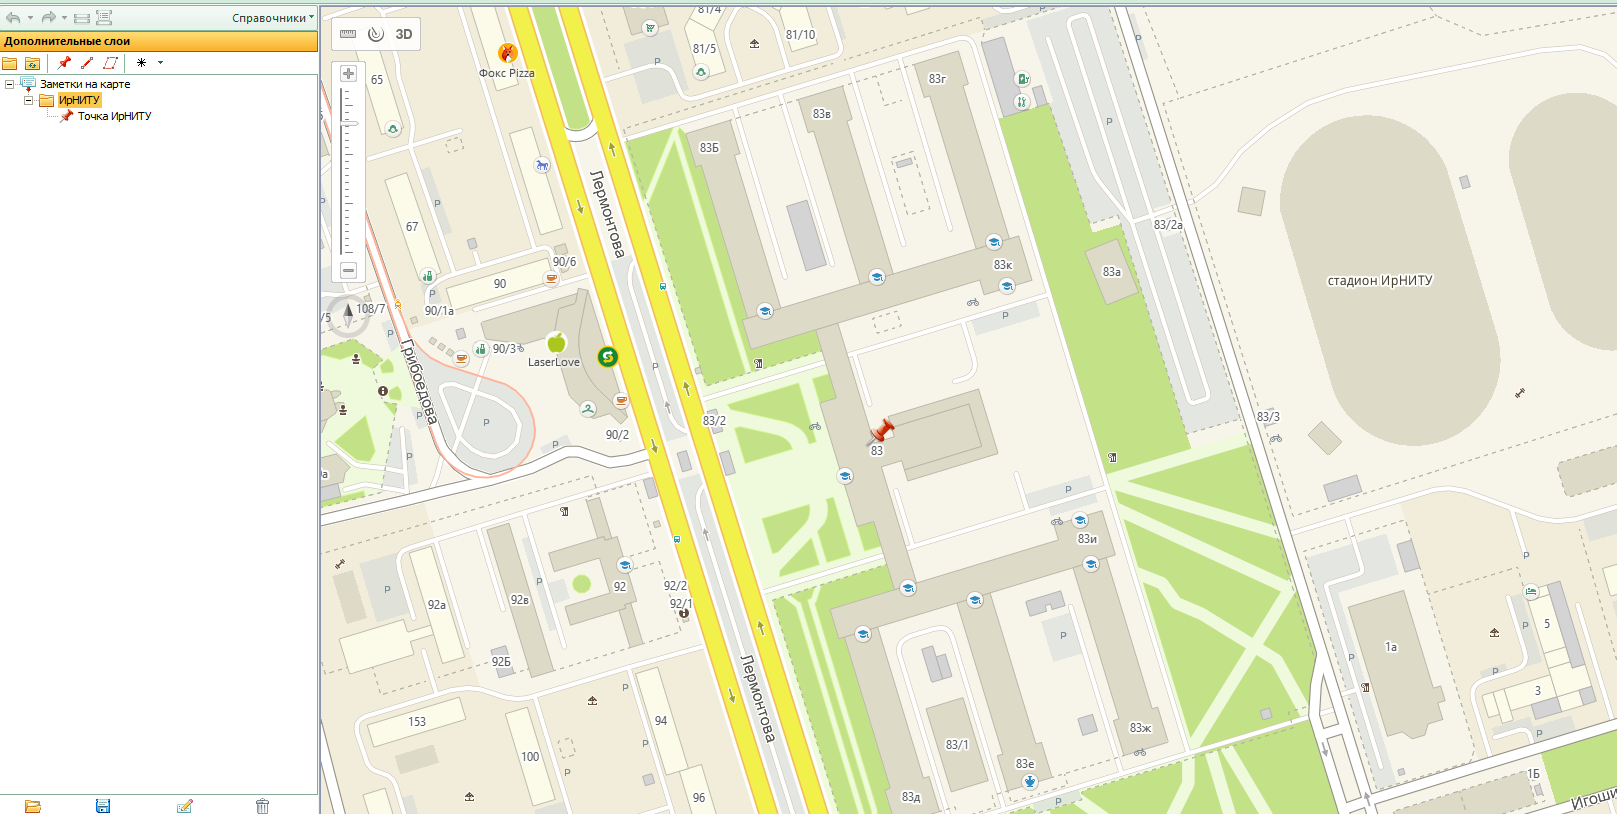 Справочники
Дополнительные слои
Заметки на карте
ИрНИТУ
Точка ИрНИТУ
3D
81/4
81/5
81/10
Фокс Pizza
65
83г
83в
83Б
P
P
P
Лермонтова
67
P
83/2а
90/6
83к
83а
90
стадион ИрНИТУ
108/7
90/1а
/5
P
P
P
Грибоедова
90/3
LaserLove
P
83/2
83/3
P
90/2
83
P
P
P
83и
P
P
92
92/2
92а
92в
92/1
P
5
P
1а
92Б
Лермонтова
P
P
3
153
94
83ж
P
100
83/1
P
83е
1Б
96
83д
P
Игоши